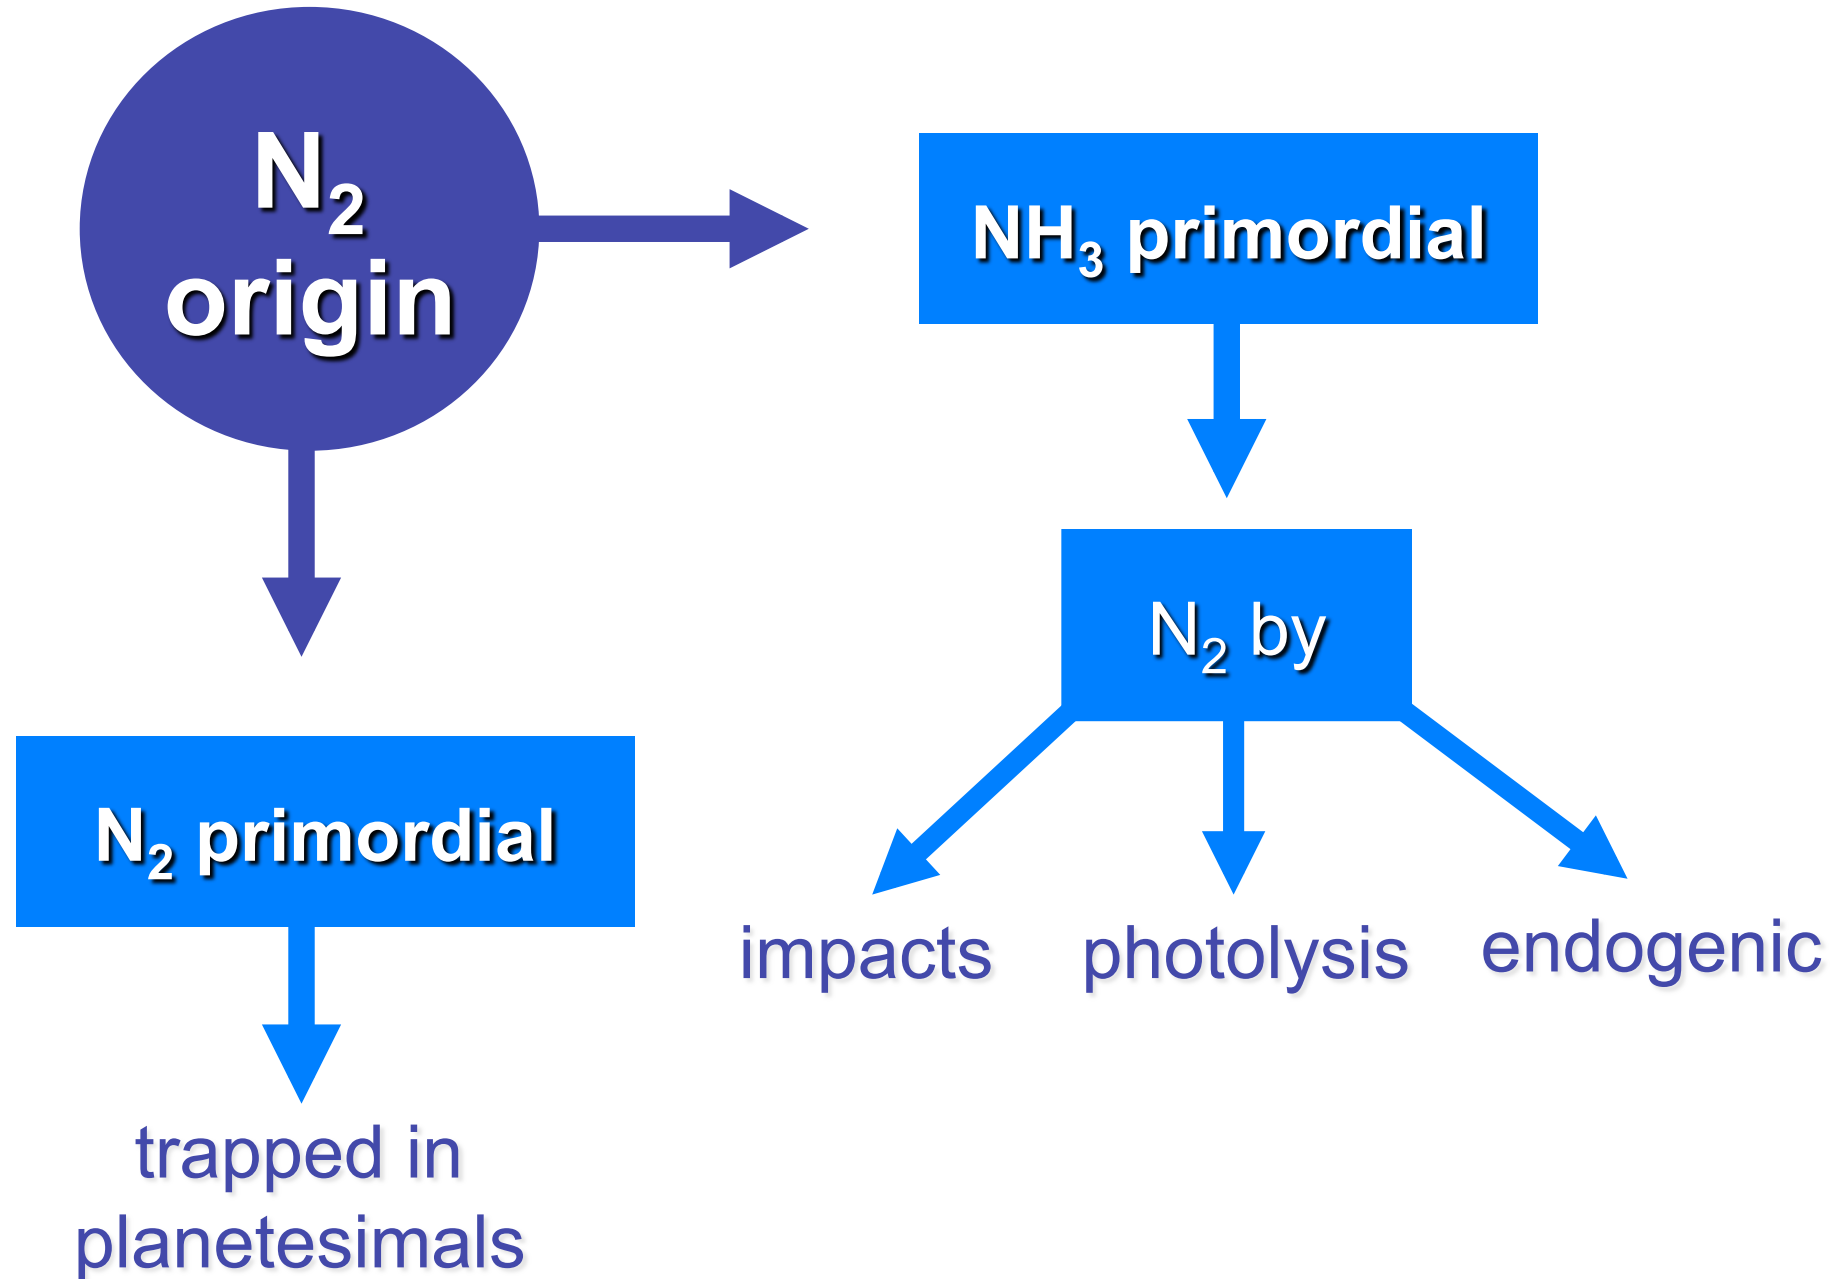 N₂
origin
NH₃ primordial
N₂ by
N₂ primordial
impacts
photolysis
endogenic
trapped in
planetesimals